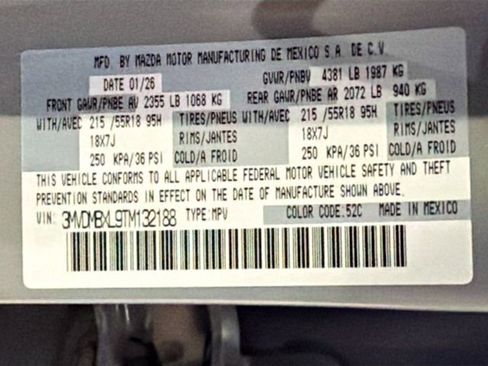 MFD. BY MAZDA MOTOR MANUFACTURING DE MEXICO S.A. DE C.V.
DATE 01/26 GVWR/PNBV 4381 LB 1987 KG
FRONT GAWR/PNBE AV 2355 LB 1068 KG REAR GAWR/PNBE AR 2072 LB 940 KG
WITH/AVEC 215 /55R18 95H TIRES/PNEUS WITH/AVEC 215 /55R18 95H TIRES/PNEUS
18X7J RIMS/JANTES 18X7J RIMS/JANTES
250 KPA/36 PSI COLD/A FROID 250 KPA/36 PSI COLD/A FROID
THIS VEHICLE CONFORMS TO ALL APPLICABLE FEDERAL MOTOR VEHICLE SAFETY AND THEFT
PREVENTION STANDARDS IN EFFECT ON THE DATE OF MANUFACTURE SHOWN ABOVE.
VIN: 3MVDMBXL9TM132188 TYPE MPV COLOR CODE:52C MADE IN MEXICO